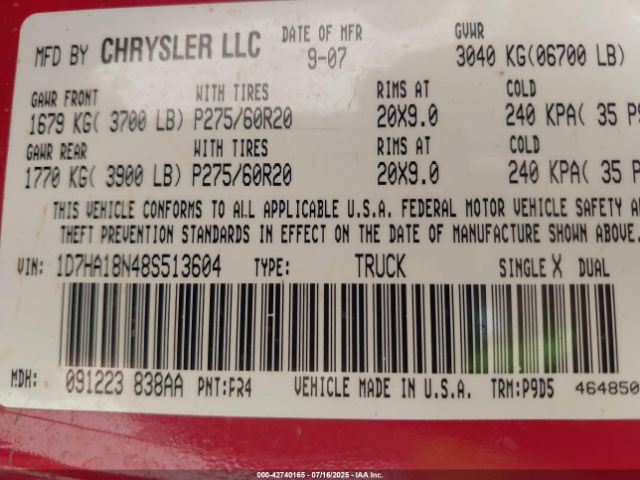 MFD BY CHRYSLER LLC DATE OF MFR GVWR
9-07 3040 KG(06700 LB)
GAWR FRONT WITH TIRES RIMS AT COLD
1679 KG( 3700 LB) P275/60R20 20X9.0 240 KPA( 35 PS
GAWR REAR WITH TIRES RIMS AT COLD
1770 KG( 3900 LB) P275/60R20 20X9.0 240 KPA( 35 P
THIS VEHICLE CONFORMS TO ALL APPLICABLE U.S.A. FEDERAL MOTOR VEHICLE SAFETY
THEFT PREVENTION STANDARDS IN EFFECT ON THE DATE OF MANUFACTURE SHOWN ABOVE.
VIN: 1D7HA18N48S513604 TYPE: TRUCK SINGLE X DUAL
MDH: 091223 838AA PNT:PR4 VEHICLE MADE IN U.S.A. TRM:P9D5 464850
000-42740165 - 07/16/2025 - IAA Inc.